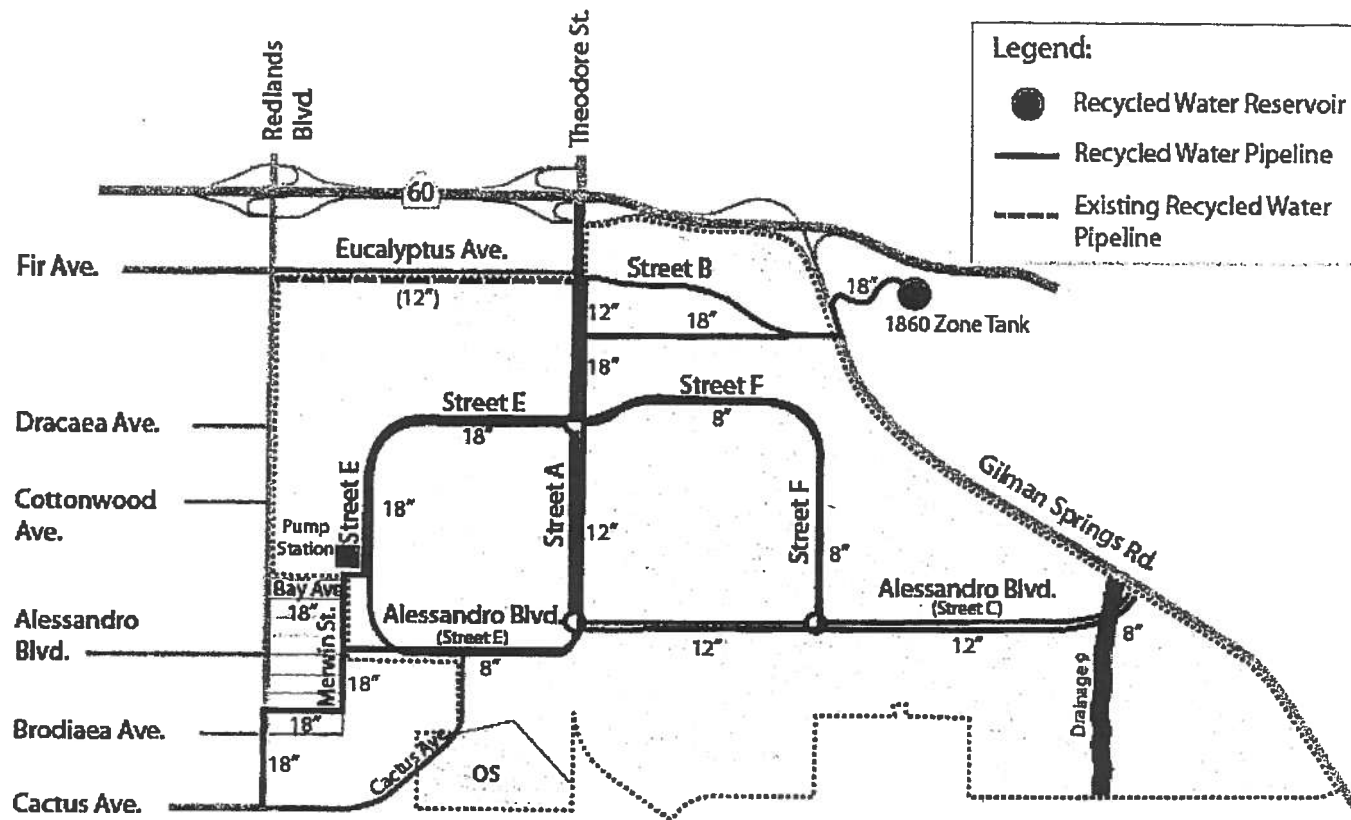 Legend:
Recycled Water Reservoir
Recycled Water Pipeline
Existing Recycled Water
Pipeline
Redlands
Blvd.
Theodore St.
60
Fir Ave.
Eucalyptus Ave.
(12")
Street B
12"
18"
18"
1860 Zone Tank
18"
Dracaea Ave.
Street E
18"
Street F
8"
Cottonwood
Ave.
Street E
18"
Street A
12"
Street F
8"
Gilman Springs Rd.
Pump
Station
Bay Ave
18"
Merwin St.
18"
Alessandro
Blvd.
Alessandro Blvd.
(Street E)
8"
12"
Alessandro Blvd.
(Street C)
12"
8"
Drainage 9
Brodiaea Ave.
18"
18"
Cactus Ave.
Cactus Ave.
OS